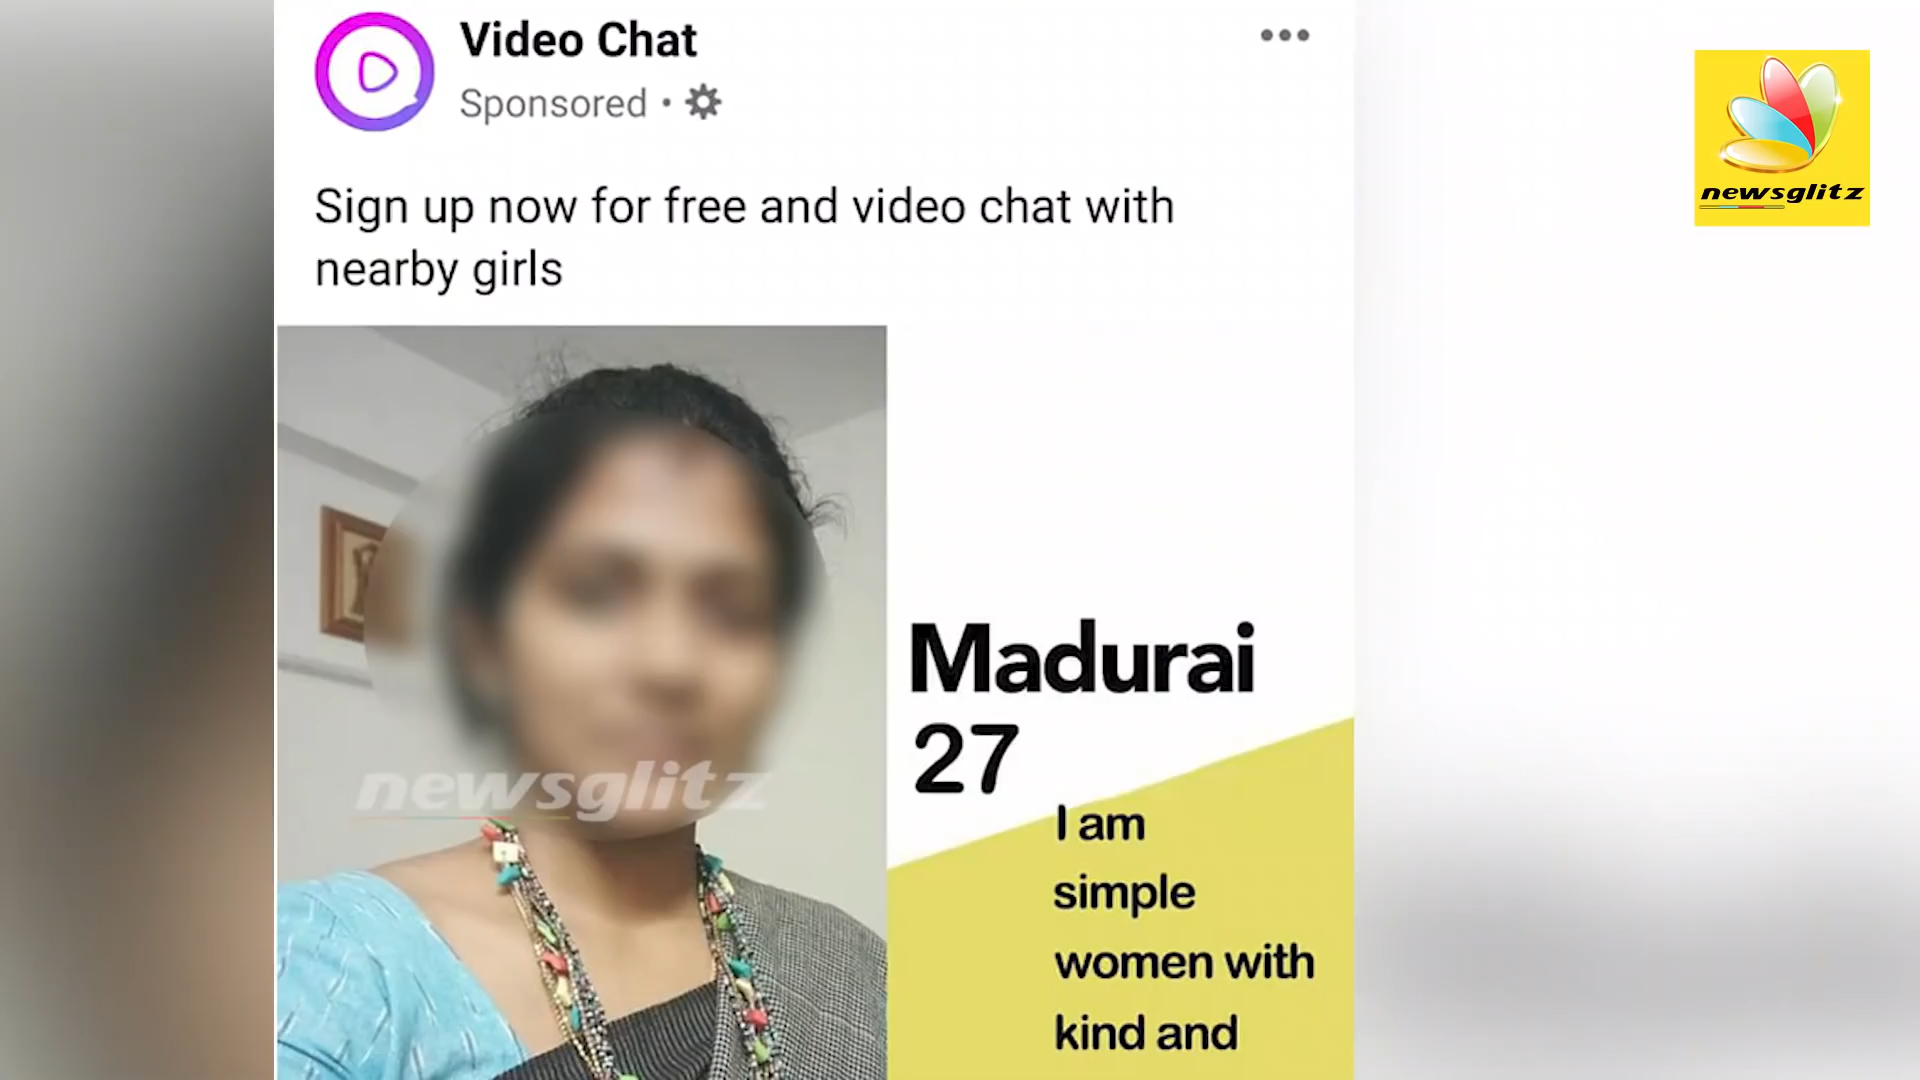 Video Chat
Sponsored •
Sign up now for free and video chat with
nearby girls
newsglitz
newsglitz
Madurai
27
I am
simple
women with
kind and